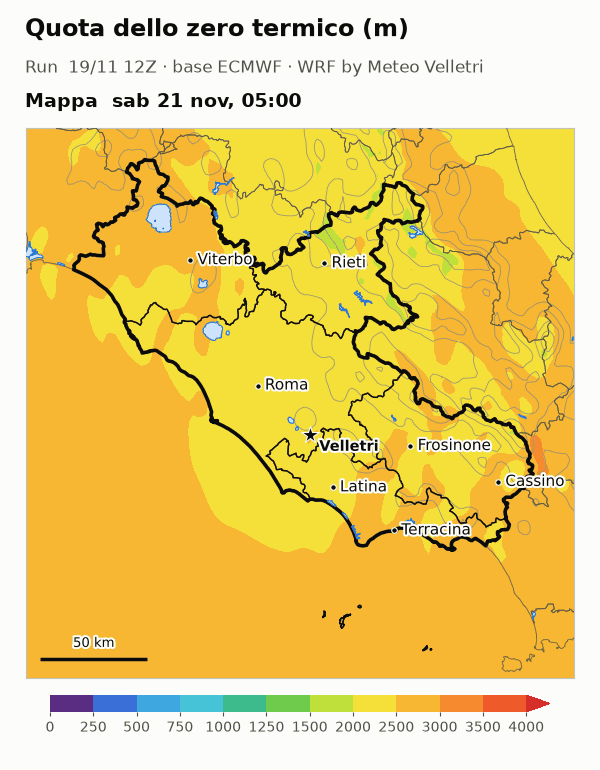 Quota dello zero termico (m)
Run  19/11 12Z · base ECMWF · WRF by Meteo Velletri
Mappa  sab 21 nov, 05:00
Viterbo
Rieti
Roma
Velletri
Frosinone
Latina
Cassino
Terracina
50 km
0 250 500 750 1000 1250 1500 2000 2500 3000 3500 4000